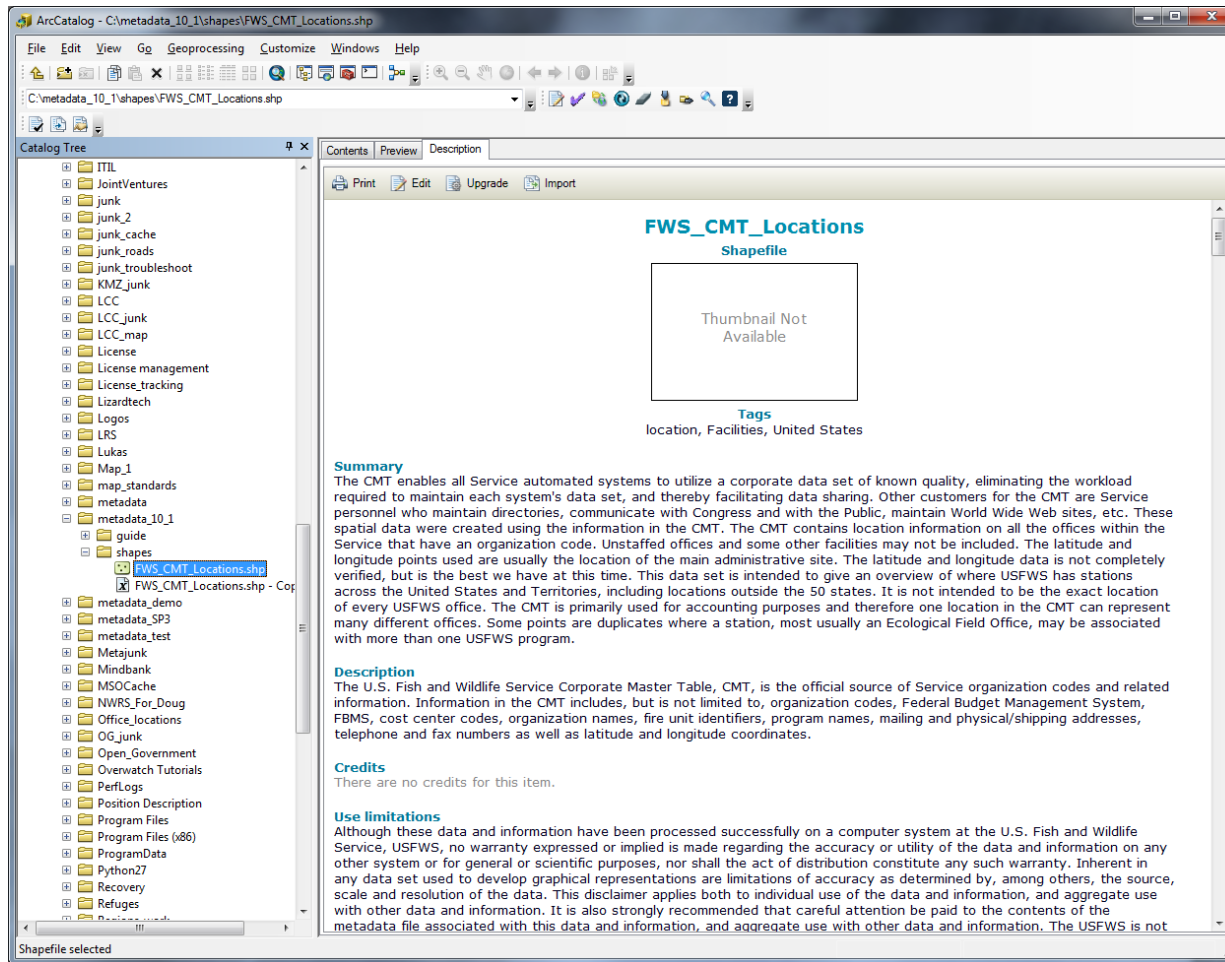 ArcCatalog - C:\metadata_10_1\shapes\FWS_CMT_Locations.shp
File Edit View Go Geoprocessing Customize Windows Help
C:\metadata_10_1\shapes\FWS_CMT_Locations.shp
Catalog Tree
ITIL
JointVentures
junk
junk_2
junk_cache
junk_roads
junk_troubleshoot
KMZ_junk
LCC
LCC_junk
LCC_map
License
License management
License_tracking
Lizardtech
Logos
LRS
Lukas
Map_1
map_standards
metadata
metadata_10_1
guide
shapes
FWS_CMT_Locations.shp
FWS_CMT_Locations.shp - Cop
metadata_demo
metadata_SP3
metadata_test
Metajunk
Mindbank
MSOCache
NWRS_For_Doug
Office_locations
OG_junk
Open_Government
Overwatch Tutorials
PerfLogs
Position Description
Program Files
Program Files (x86)
ProgramData
Python27
Recovery
Refuges
Contents Preview Description
Print Edit Upgrade Import
FWS_CMT_Locations
Shapefile
Thumbnail Not
Available
Tags
location, Facilities, United States
Summary
The CMT enables all Service automated systems to utilize a corporate data set of known quality, eliminating the workload
required to maintain each system's data set, and thereby facilitating data sharing. Other customers for the CMT are Service
personnel who maintain directories, communicate with Congress and with the Public, maintain World Wide Web sites, etc. These
spatial data were created using the information in the CMT. The CMT contains location information on all the offices within the
Service that have an organization code. Unstaffed offices and some other facilities may not be included. The latitude and
longitude points used are usually the location of the main administrative site. The latitude and longitude data is not completely
verified, but is the best we have at this time. This data set is intended to give an overview of where USFWS has stations
across the United States and Territories, including locations outside the 50 states. It is not intended to be the exact location
of every USFWS office. The CMT is primarily used for accounting purposes and therefore one location in the CMT can represent
many different offices. Some points are duplicates where a station, most usually an Ecological Field Office, may be associated
with more than one USFWS program.
Description
The U.S. Fish and Wildlife Service Corporate Master Table, CMT, is the official source of Service organization codes and related
information. Information in the CMT includes, but is not limited to, organization codes, Federal Budget Management System,
FBMS, cost center codes, organization names, fire unit identifiers, program names, mailing and physical/shipping addresses,
telephone and fax numbers as well as latitude and longitude coordinates.
Credits
There are no credits for this item.
Use limitations
Although these data and information have been processed successfully on a computer system at the U.S. Fish and Wildlife
Service, USFWS, no warranty expressed or implied is made regarding the accuracy or utility of the data and information on any
other system or for general or scientific purposes, nor shall the act of distribution constitute any such warranty. Inherent in
any data set used to develop graphical representations are limitations of accuracy as determined by, among others, the source,
scale and resolution of the data. This disclaimer applies both to individual use of the data and information, and aggregate use
with other data and information. It is also strongly recommended that careful attention be paid to the contents of the
metadata file associated with this data and information, and aggregate use with other data and information. The USFWS is not
Shapefile selected